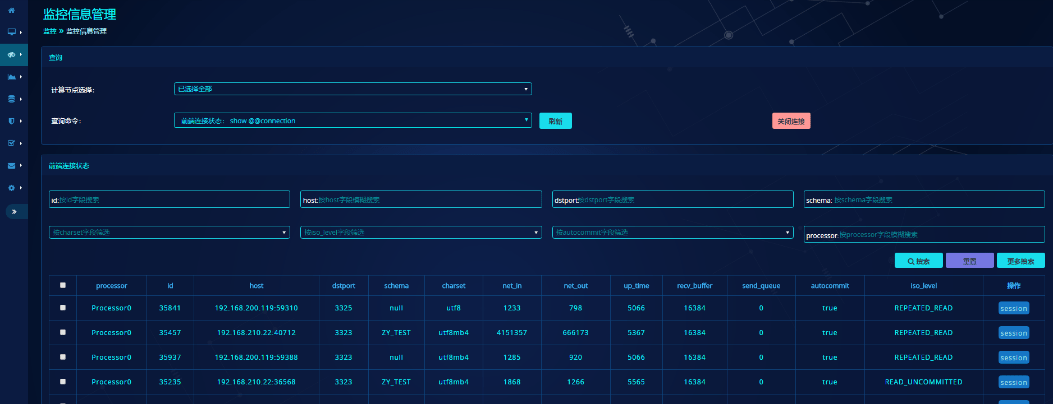 监控信息管理
监控 » 监控信息管理
查询
计算节点选择： 已选择全部
查询命令： 前端连接状态： show @@connection 刷新 关闭连接
前端连接状态
id:按id字段搜索 host:按host字段模糊搜索 dstport:按dstport字段搜索 schema: 按schema字段搜索
按charset字段筛选 按iso_level字段筛选 按autocommit字段筛选 processor:按processor字段模糊搜索
检索 重置 更多检索
processor id host dstport schema charset net_in net_out up_time recv_buffer send_queue autocommit iso_level 操作
Processor0 35841 192.168.200.119:59310 3325 null utf8 1233 798 5066 16384 0 true REPEATED_READ session
Processor0 35457 192.168.210.22:40712 3323 ZY_TEST utf8mb4 4151357 666173 5367 16384 0 true REPEATED_READ session
Processor0 35937 192.168.200.119:59388 3323 null utf8mb4 1285 920 5066 16384 0 true REPEATED_READ session
Processor0 35235 192.168.210.22:36568 3323 ZY_TEST utf8mb4 1868 1266 5565 16384 0 true READ_UNCOMMITTED session